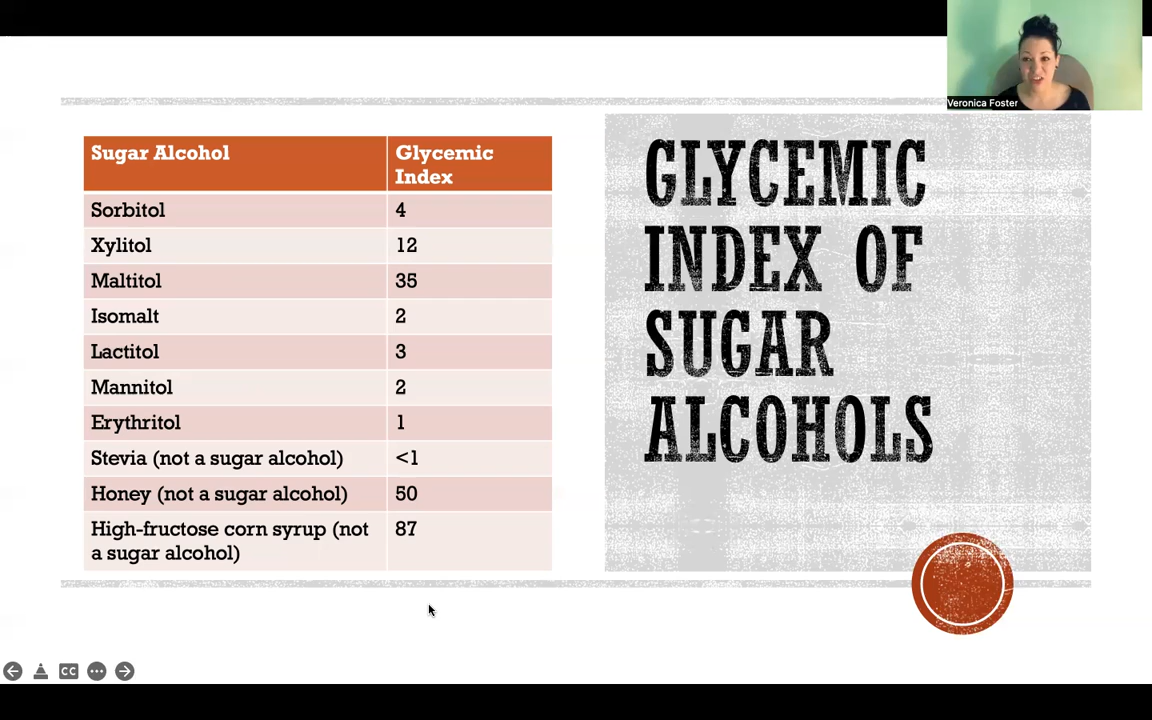 Veronica Foster
Sugar Alcohol
Glycemic
Index
Sorbitol
4
Xylitol
12
Maltitol
35
Isomalt
2
Lactitol
3
Mannitol
2
Erythritol
1
Stevia (not a sugar alcohol)
<1
Honey (not a sugar alcohol)
50
High-fructose corn syrup (not
a sugar alcohol)
87
GLYCEMIC
INDEX OF
SUGAR
ALCOHOLS
CC